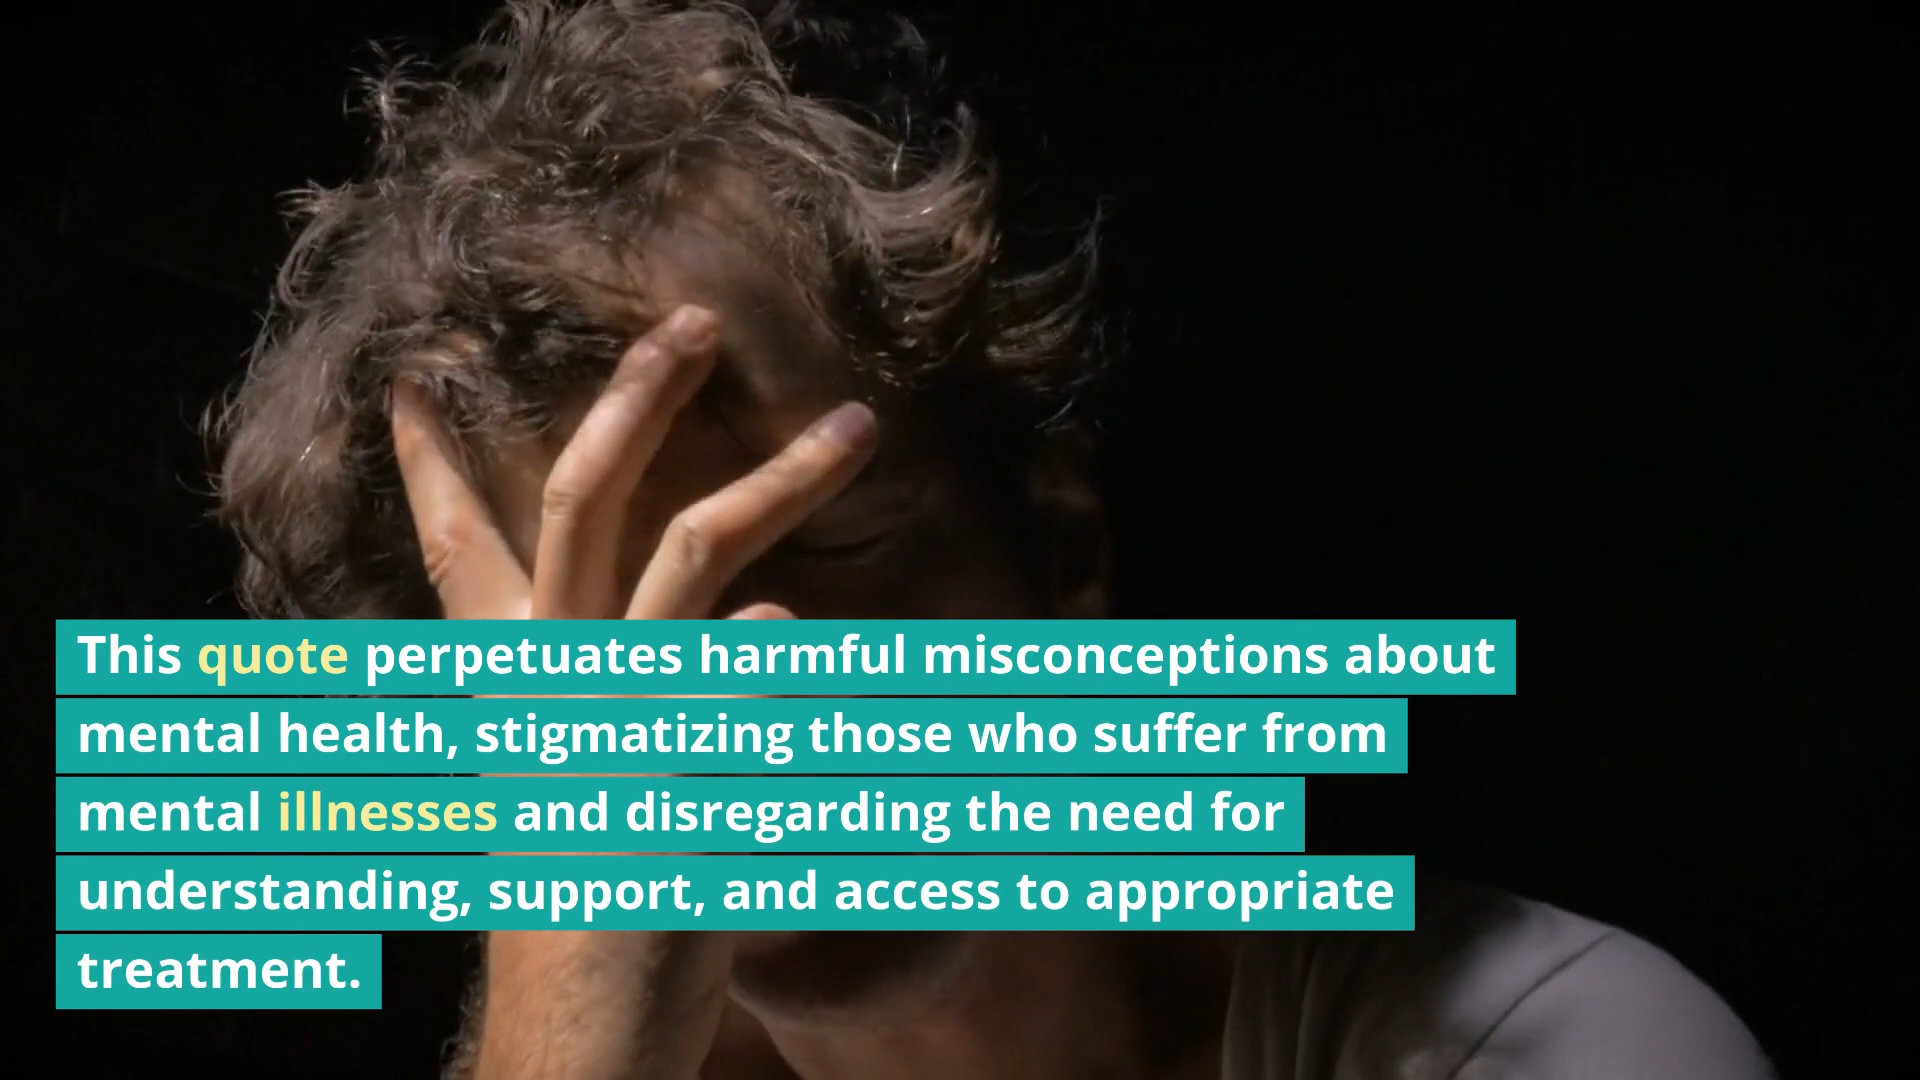 This quote perpetuates harmful misconceptions about
mental health, stigmatizing those who suffer from
mental illnesses and disregarding the need for
understanding, support, and access to appropriate
treatment.